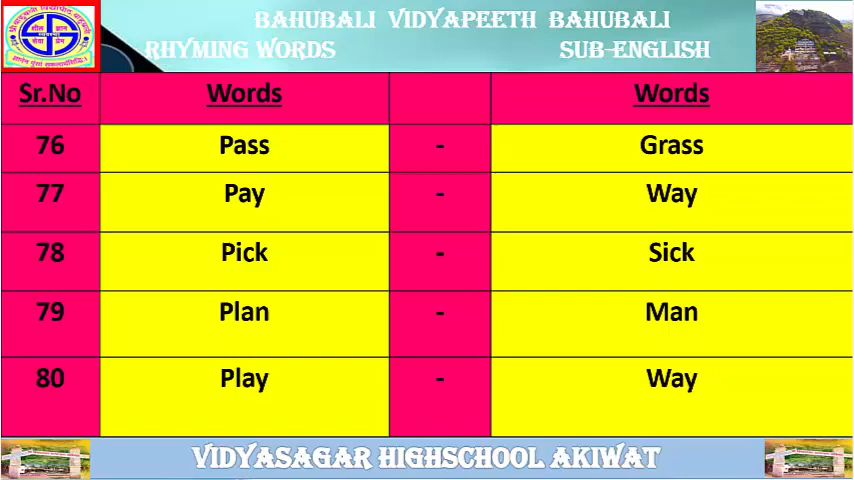 BAHUBALI VIDYAPEETH BAHUBALI
RHYMING WORDS SUB-ENGLISH
Sr.No Words Words
76 Pass - Grass
77 Pay - Way
78 Pick - Sick
79 Plan - Man
80 Play - Way
VIDYASAGAR HIGHSCHOOL AKIWAT